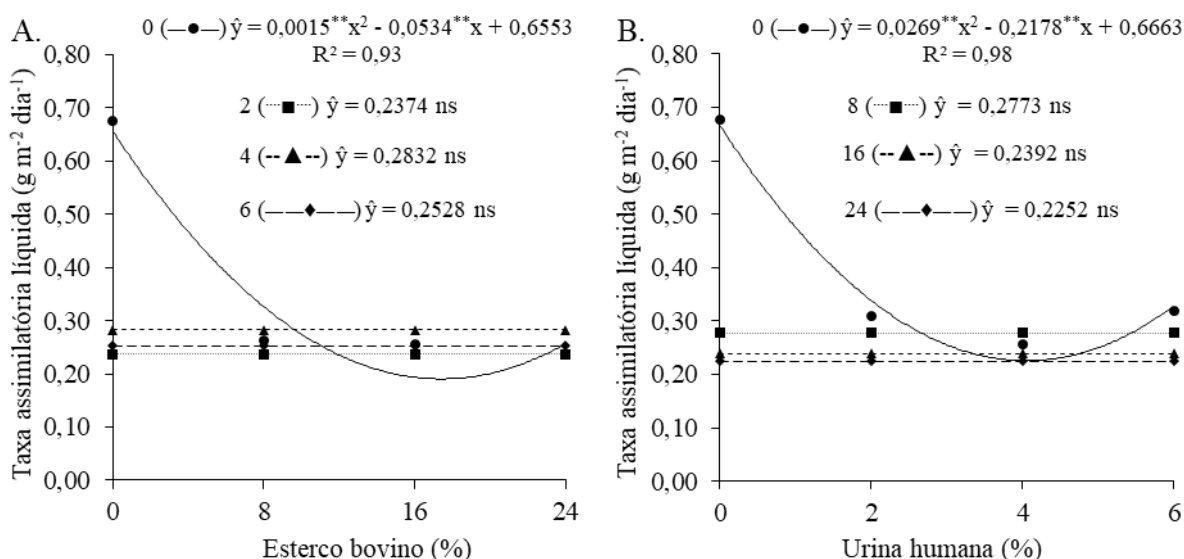 A.
0 (—●—) ŷ = 0,0015**x² - 0,0534**x + 0,6553
R² = 0,93
2 (···■···) ŷ = 0,2374 ns
4 (--▲--) ŷ = 0,2832 ns
6 (——◆——) ŷ = 0,2528 ns
Taxa assimilatória líquida (g m⁻² dia⁻¹)
0,80
0,70
0,60
0,50
0,40
0,30
0,20
0,10
0,00
0 8 16 24
Esterco bovino (%)
B.
0 (—●—) ŷ = 0,0269**x² - 0,2178**x + 0,6663
R² = 0,98
8 (···■···) ŷ = 0,2773 ns
16 (--▲--) ŷ = 0,2392 ns
24 (——◆——) ŷ = 0,2252 ns
Taxa assimilatória líquida (g m⁻² dia⁻¹)
0,80
0,70
0,60
0,50
0,40
0,30
0,20
0,10
0,00
0 2 4 6
Urina humana (%)